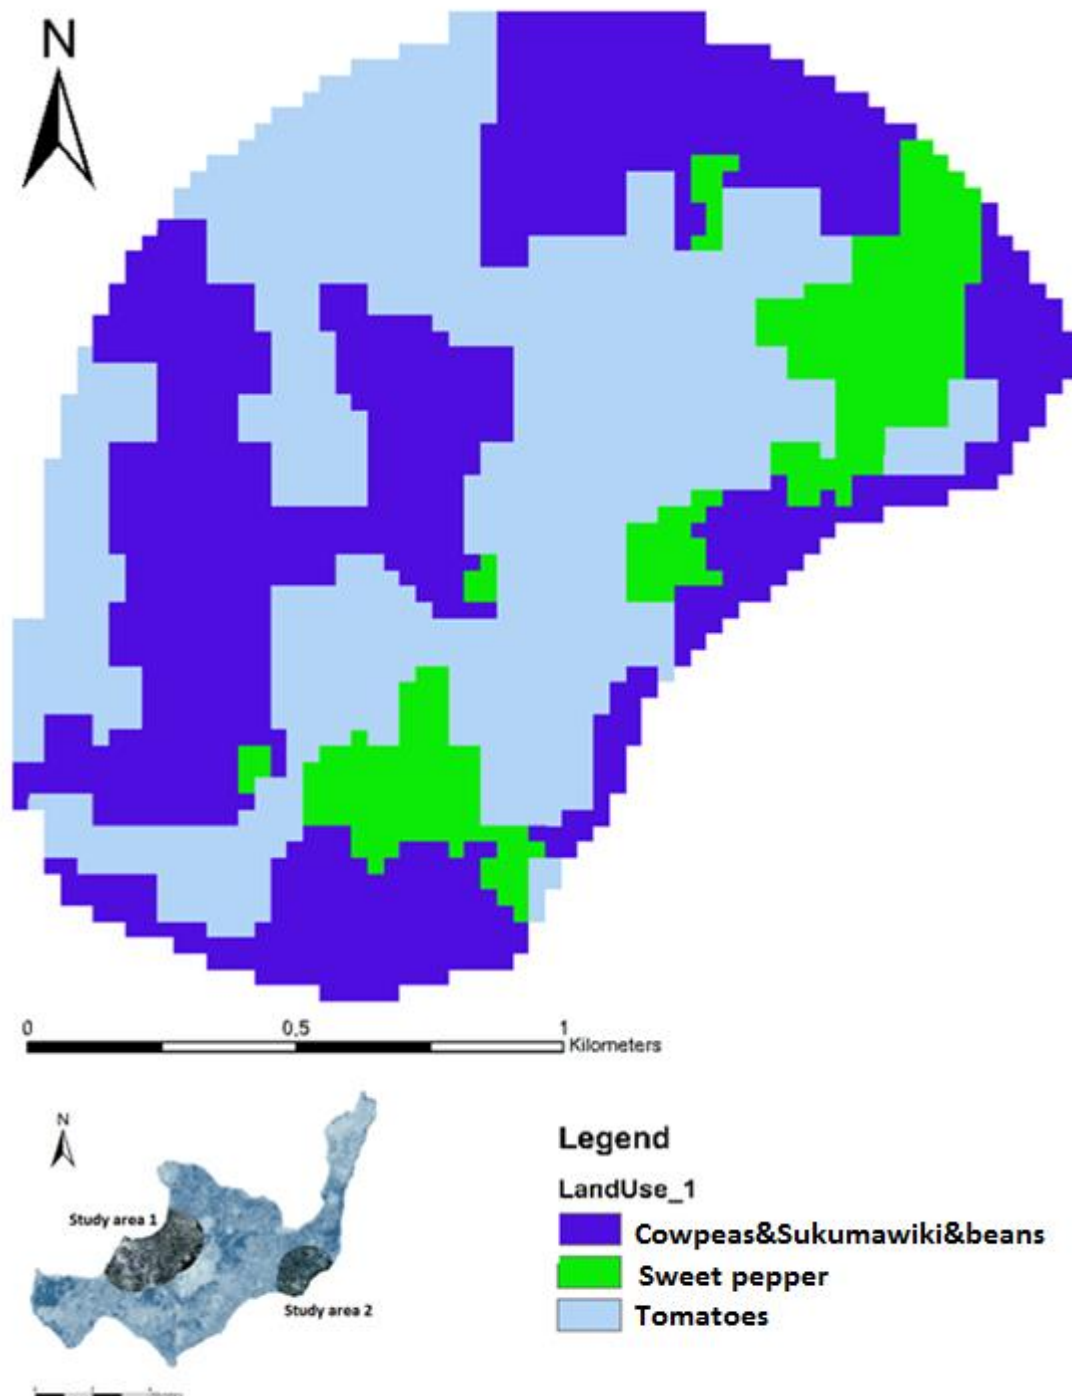 N
0 0,5 1
Kilometers
N
Study area 1
Study area 2
Legend
LandUse_1
Cowpeas&Sukumawiki&beans
Sweet pepper
Tomatoes